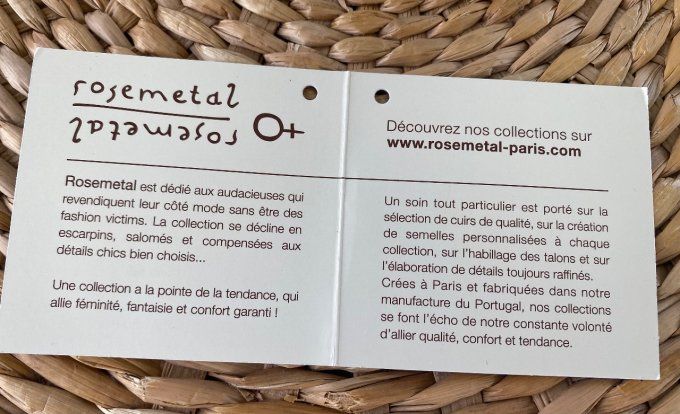 rosemetal
rosemetal
Rosemetal est dédié aux audacieuses qui
revendiquent leur côté mode sans être des
fashion victims. La collection se décline en
escarpins, salomés et compensées aux
détails chics bien choisis...
Une collection a la pointe de la tendance, qui
allie féminité, fantaisie et confort garanti !
Découvrez nos collections sur
www.rosemetal-paris.com
Un soin tout particulier est porté sur la
sélection de cuirs de qualité, sur la création
de semelles personnalisées à chaque
collection, sur l'habillage des talons et sur
l'élaboration de détails toujours raffinés.
Crées à Paris et fabriquées dans notre
manufacture du Portugal, nos collections
se font l'écho de notre constante volonté
d'allier qualité, confort et tendance.